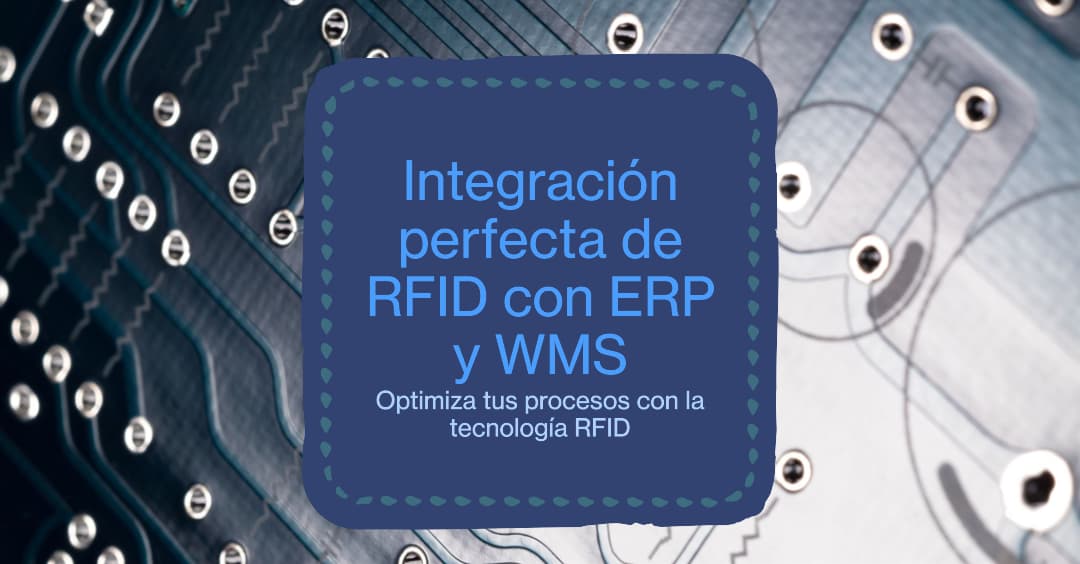 Integración
perfecta de
RFID con ERP
y WMS
Optimiza tus procesos con la
tecnología RFID